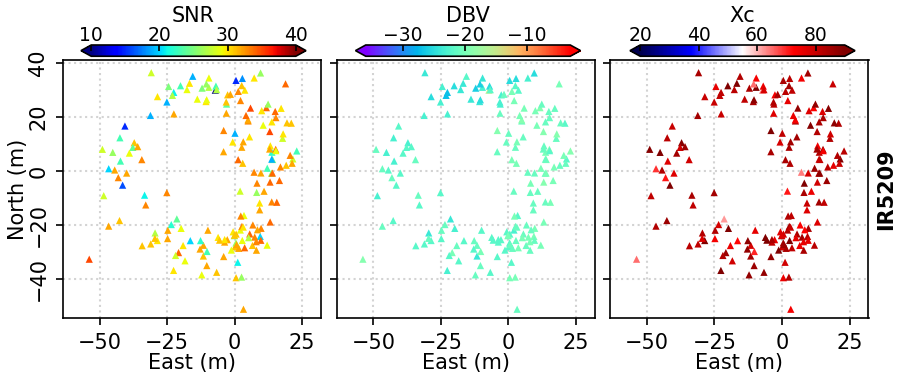 SNR DBV Xc
10 20 30 40 −30 −20 −10 20 40 60 80
40
20
0
−20
−40
North (m)
IR5209
−50 −25 0 25 −50 −25 0 25 −50 −25 0 25
East (m) East (m) East (m)